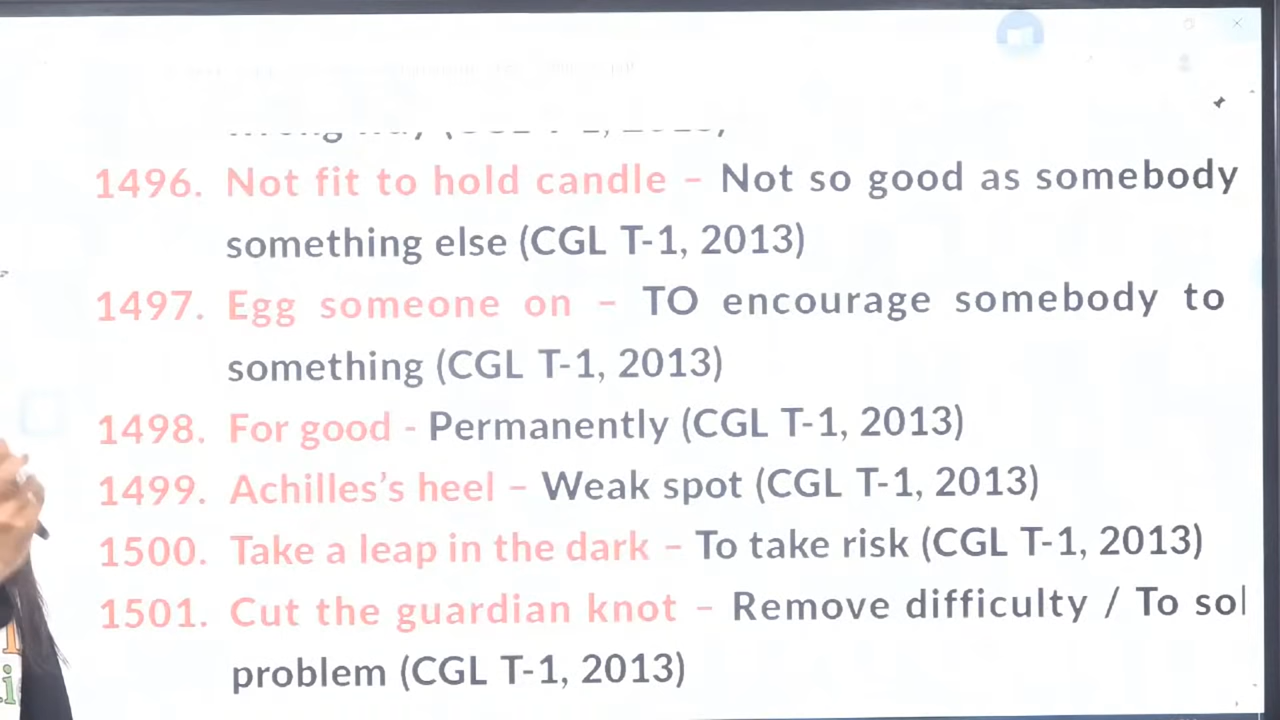 1496. Not fit to hold candle – Not so good as somebody
something else (CGL T-1, 2013)
1497. Egg someone on – TO encourage somebody to
something (CGL T-1, 2013)
1498. For good - Permanently (CGL T-1, 2013)
1499. Achilles’s heel – Weak spot (CGL T-1, 2013)
1500. Take a leap in the dark – To take risk (CGL T-1, 2013)
1501. Cut the guardian knot – Remove difficulty / To sol
problem (CGL T-1, 2013)